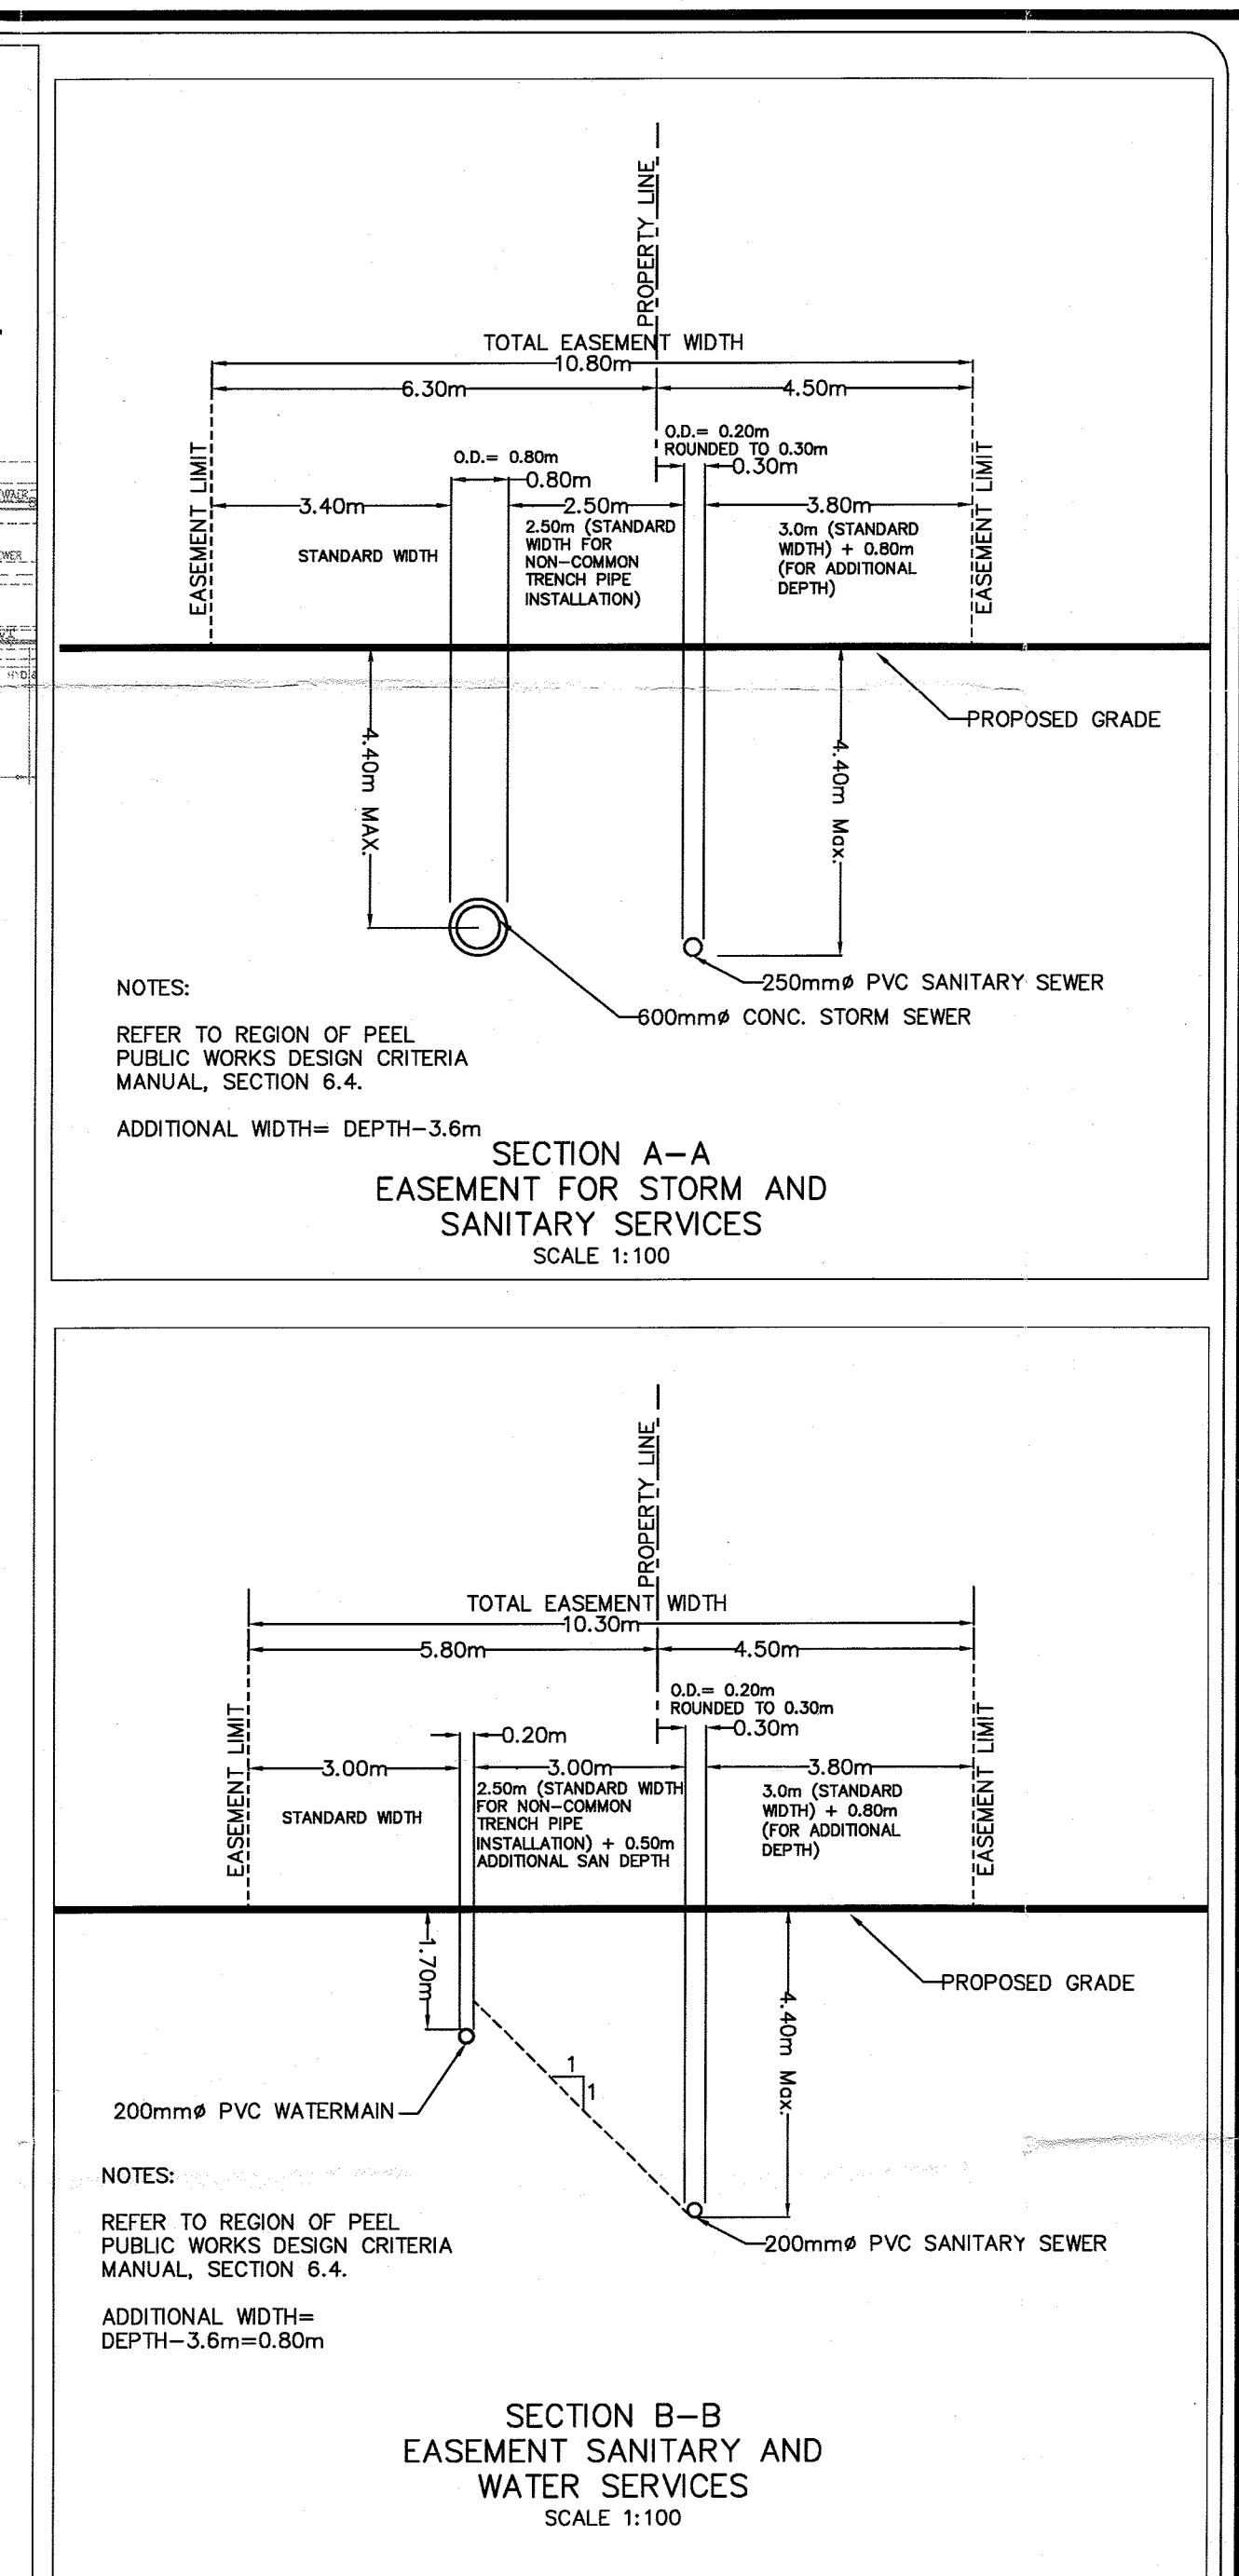 PROPERTY LINE
TOTAL EASEMENT WIDTH
10.80m
6.30m
4.50m
EASEMENT LIMIT
O.D.= 0.80m
0.80m
O.D.= 0.20m
ROUNDED TO 0.30m
0.30m
EASEMENT LIMIT
3.40m
2.50m
3.80m
STANDARD WIDTH
2.50m (STANDARD
WIDTH FOR
NON-COMMON
TRENCH PIPE
INSTALLATION)
3.0m (STANDARD
WIDTH) + 0.80m
(FOR ADDITIONAL
DEPTH)
PROPOSED GRADE
4.40m MAX.
4.40m Max.
250mmø PVC SANITARY SEWER
600mmø CONC. STORM SEWER
NOTES:
REFER TO REGION OF PEEL
PUBLIC WORKS DESIGN CRITERIA
MANUAL, SECTION 6.4.
ADDITIONAL WIDTH= DEPTH-3.6m
SECTION A-A
EASEMENT FOR STORM AND
SANITARY SERVICES
SCALE 1:100
PROPERTY LINE
TOTAL EASEMENT WIDTH
10.30m
5.80m
4.50m
EASEMENT LIMIT
O.D.= 0.20m
ROUNDED TO 0.30m
0.20m
0.30m
EASEMENT LIMIT
3.00m
3.00m
3.80m
STANDARD WIDTH
2.50m (STANDARD WIDTH
FOR NON-COMMON
TRENCH PIPE
INSTALLATION) + 0.50m
ADDITIONAL SAN DEPTH
3.0m (STANDARD
WIDTH) + 0.80m
(FOR ADDITIONAL
DEPTH)
1.70m
PROPOSED GRADE
4.40m Max.
1
1
200mmø PVC WATERMAIN
200mmø PVC SANITARY SEWER
NOTES:
REFER TO REGION OF PEEL
PUBLIC WORKS DESIGN CRITERIA
MANUAL, SECTION 6.4.
ADDITIONAL WIDTH=
DEPTH-3.6m=0.80m
SECTION B-B
EASEMENT SANITARY AND
WATER SERVICES
SCALE 1:100